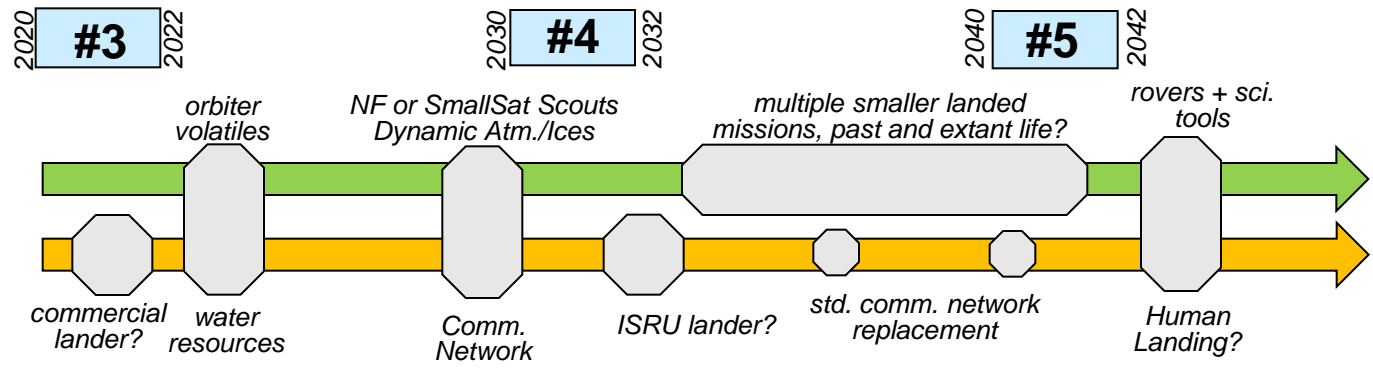 2020
#3
2022
2030
#4
2032
2040
#5
2042
orbiter
volatiles
NF or SmallSat Scouts
Dynamic Atm./Ices
multiple smaller landed
missions, past and extant life?
rovers + sci.
tools
commercial
lander?
water
resources
Comm.
Network
ISRU lander?
std. comm. network
replacement
Human
Landing?